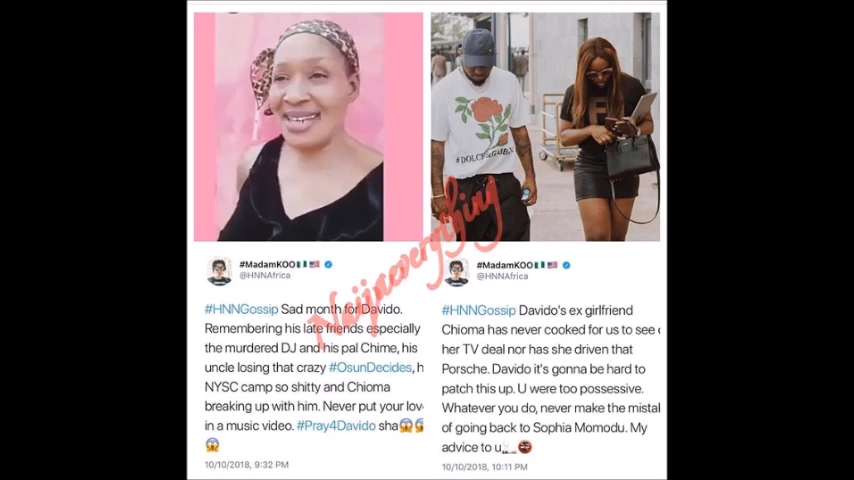 #DOLC
Naijaeverything
#MadamKOO
@HNNAfrica
#HNNGossip Sad month for Davido.
Remembering his late friends especially
the murdered DJ and his pal Chime, his
uncle losing that crazy #OsunDecides, h
NYSC camp so shitty and Chioma
breaking up with him. Never put your lov
in a music video. #Pray4Davido sha
10/10/2018, 9:32 PM
#MadamKOO
@HNNAfrica
#HNNGossip Davido's ex girlfriend
Chioma has never cooked for us to see
her TV deal nor has she driven that
Porsche. Davido it's gonna be hard to
patch this up. U were too possessive.
Whatever you do, never make the mistak
of going back to Sophia Momodu. My
advice to u
10/10/2018, 10:11 PM